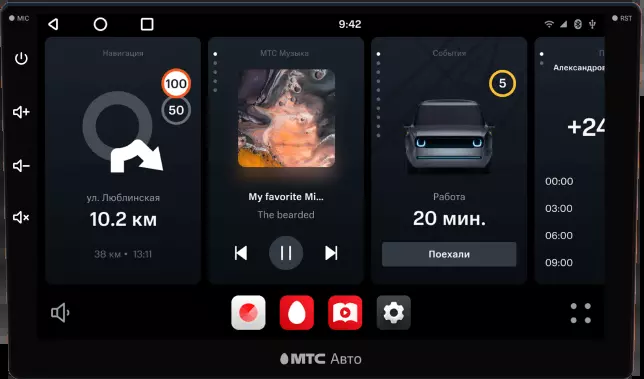 MIC
9:42
RST
Навигация
100
50
ул. Люблинская
10.2 км
38 км • 13:11
МТС Музыка
My favorite Mi...
The bearded
События
5
Работа
20 мин.
Поехали
П
Александров
+24
00:00
03:00
06:00
09:00
МТС Авто